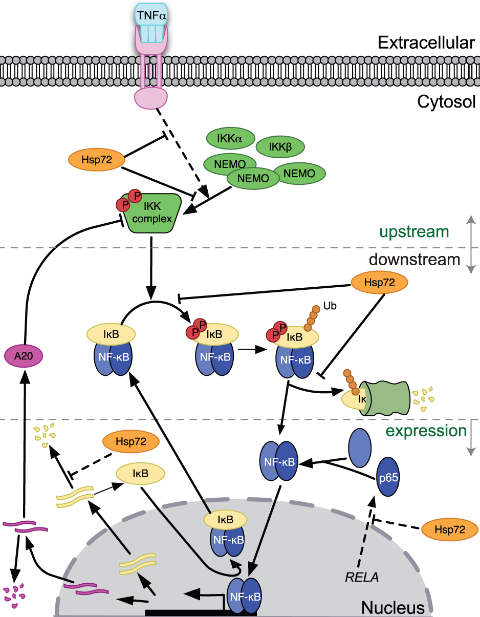 TNFα
Extracellular
Cytosol
Hsp72
IKKα
IKKβ
NEMO
NEMO
NEMO
P
P
IKK
complex
upstream
downstream
Hsp72
Ub
IκB
NF-κB
P
P
IκB
NF-κB
P
P
IκB
NF-κB
A20
Iκ
expression
Hsp72
IκB
NF-κB
p65
IκB
NF-κB
Hsp72
RELA
NF-κB
Nucleus